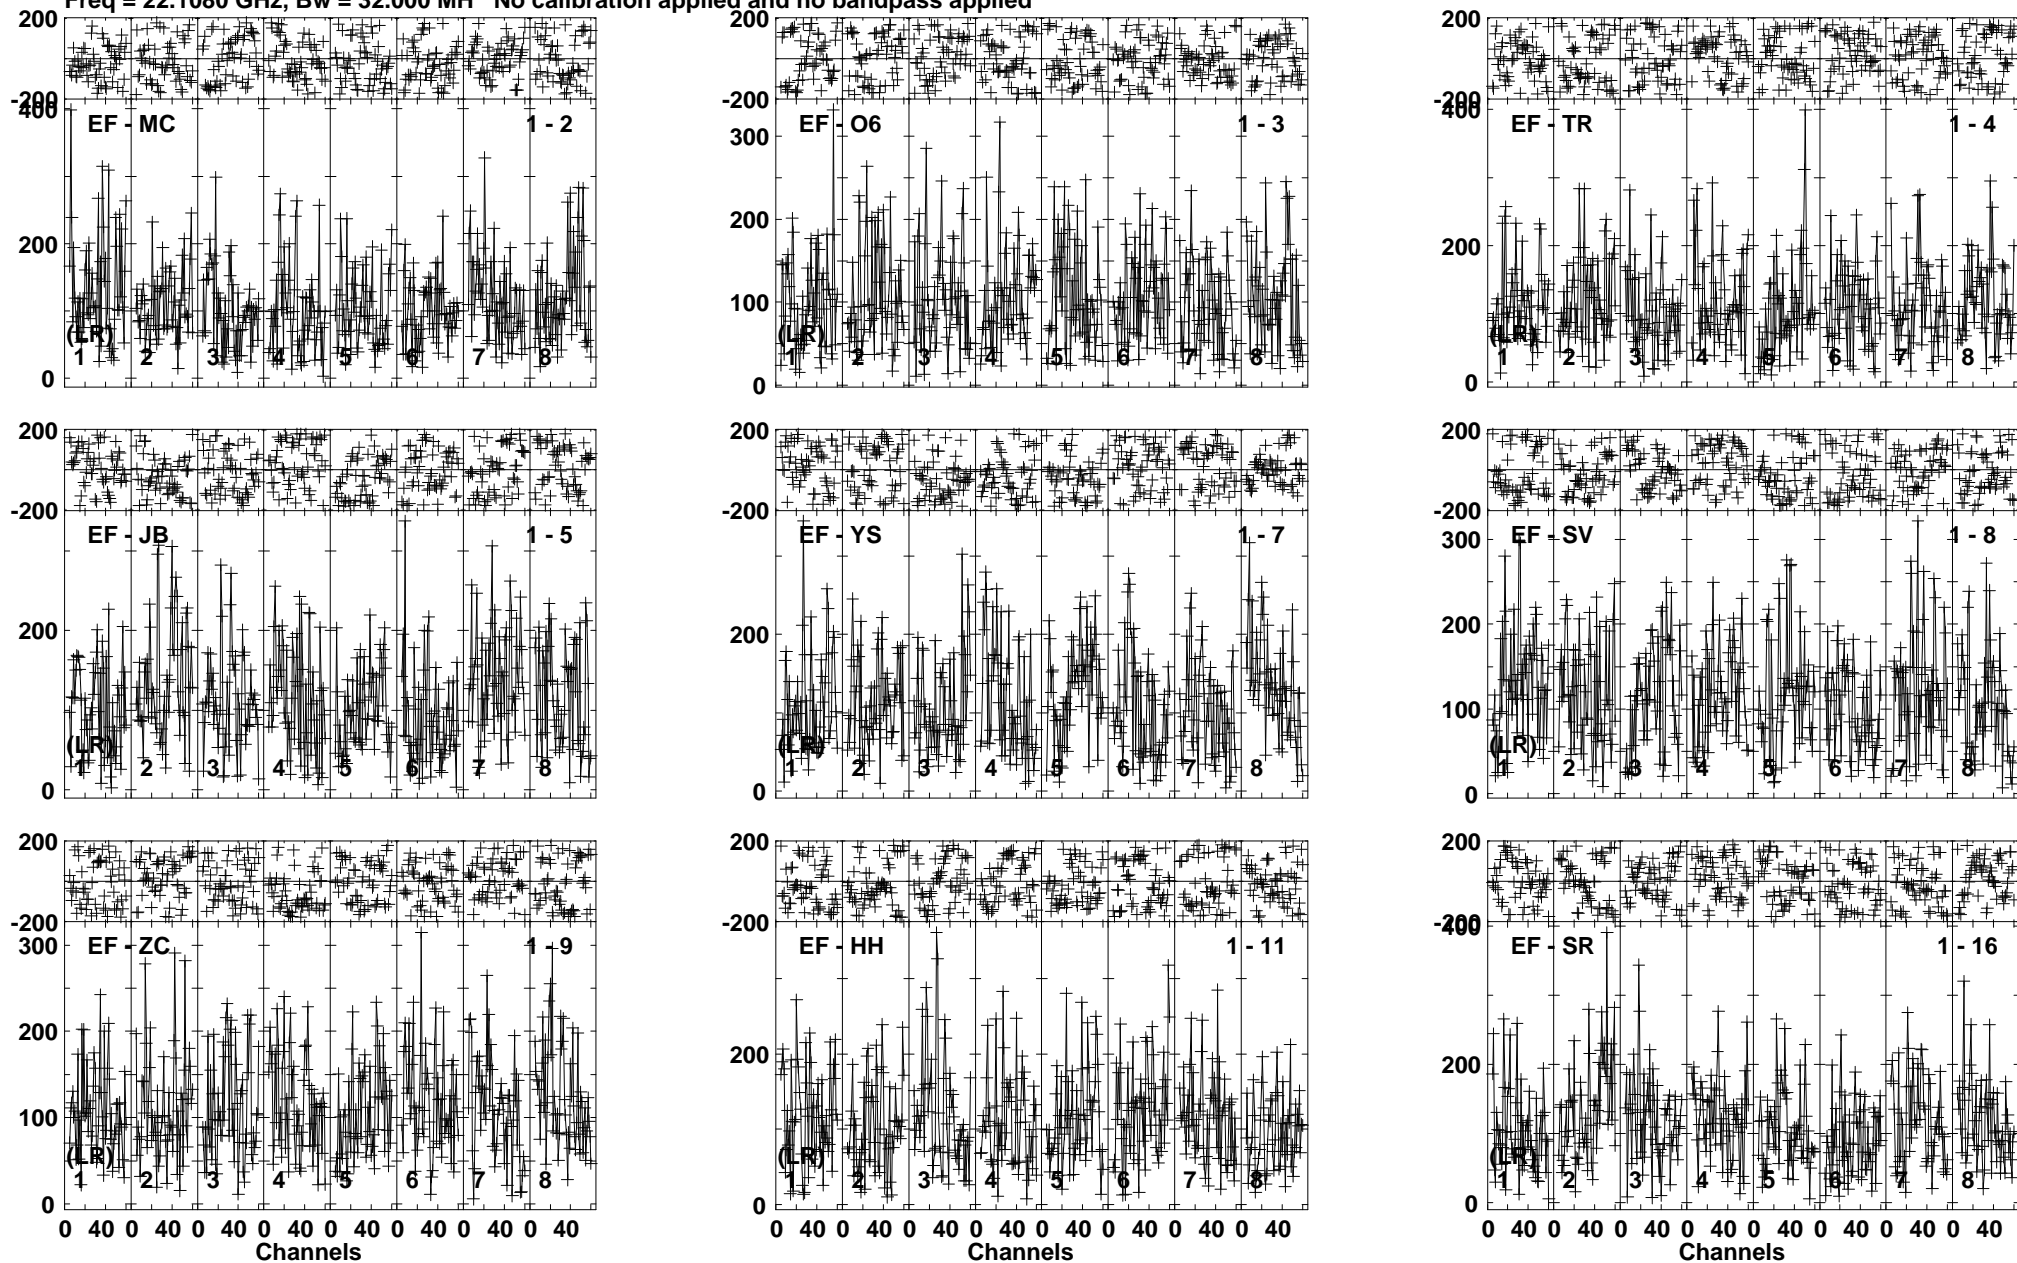 Freq = 22.1080 GHz, Bw = 32.000 MH No calibration applied and no bandpass applied
200 200 200
-200 -200 -200
400 EF - MC 1 - 2 EF - O6 1 - 3 400 EF - TR 1 - 4
300
200 200 200
100
(LR) (LR) (LR)
1 2 3 4 5 6 7 8 1 2 3 4 5 6 7 8 1 2 3 4 5 6 7 8
0 0 0
200 200 200
-200 -200 -200
EF - JB 1 - 5 EF - YS 1 - 7 300 EF - SV 1 - 8
200 200 200
100
(LR) (LR) (LR)
1 2 3 4 5 6 7 8 1 2 3 4 5 6 7 8 1 2 3 4 5 6 7 8
0 0 0
200 200 200
-200 -200 -200
300 EF - ZC 1 - 9 EF - HH 1 - 11 400 EF - SR 1 - 16
200 200 200
100
(LR) (LR) (LR)
1 2 3 4 5 6 7 8 1 2 3 4 5 6 7 8 1 2 3 4 5 6 7 8
0 0 0
0 40 0 40 0 40 0 40 0 40 0 40 0 40 0 40 0 40 0 40 0 40 0 40 0 40 0 40 0 40 0 40 0 40 0 40 0 40 0 40 0 40 0 40 0 40 0 40
Channels Channels